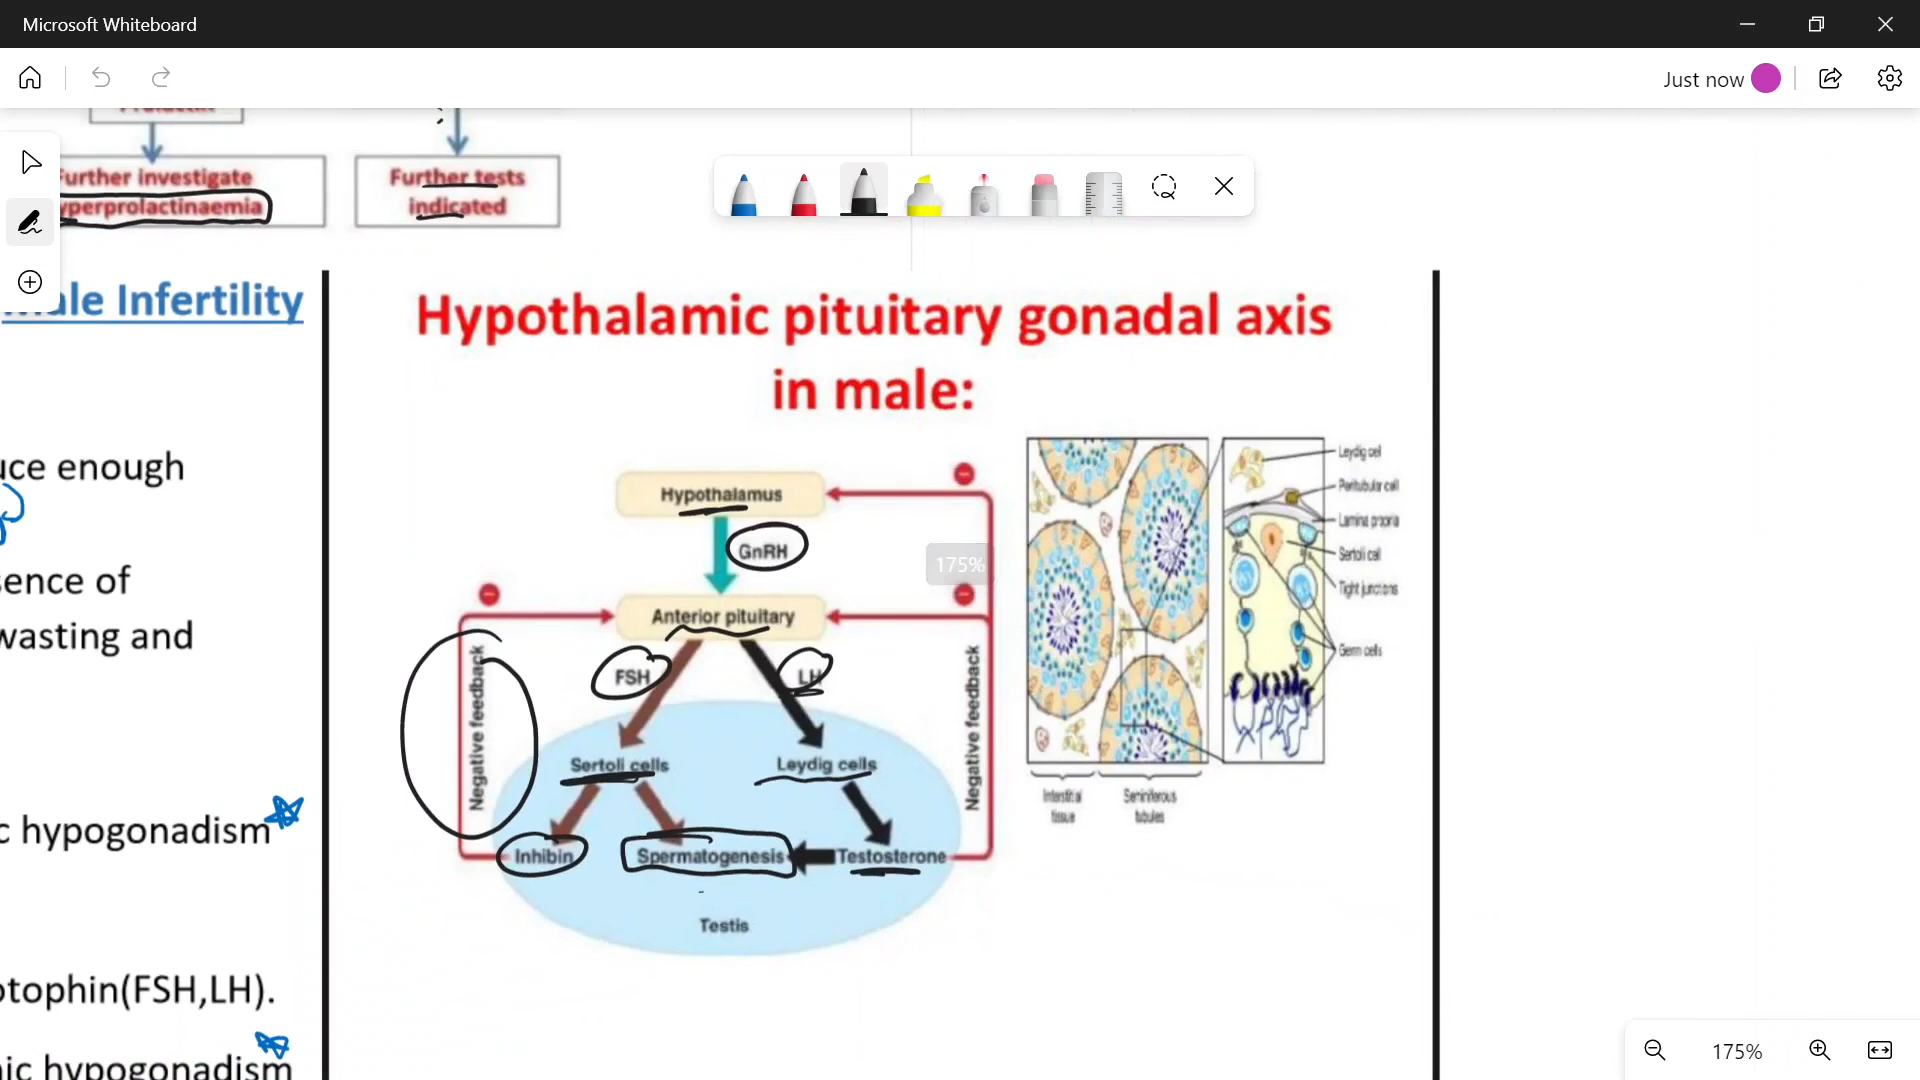 Microsoft Whiteboard
Just now
Further investigate
yperprolactinaemia
Further tests
indicated
ale Infertility
Hypothalamic pituitary gonadal axis
in male:
uce enough
sence of
wasting and
c hypogonadism
otophin(FSH,LH).
nic hypogonadism
Hypothalamus
GnRH
175%
Anterior pituitary
FSH
LH
Negative feedback
Negative feedback
Sertoli cells
Leydig cells
Inhibin
Spermatogenesis
Testosterone
Testis
Leydig cell
Peritubular cell
Lamina propria
Sertoli cell
Tight junctions
Germ cells
Interstitial
tissue
Seminiferous
tubules
175%